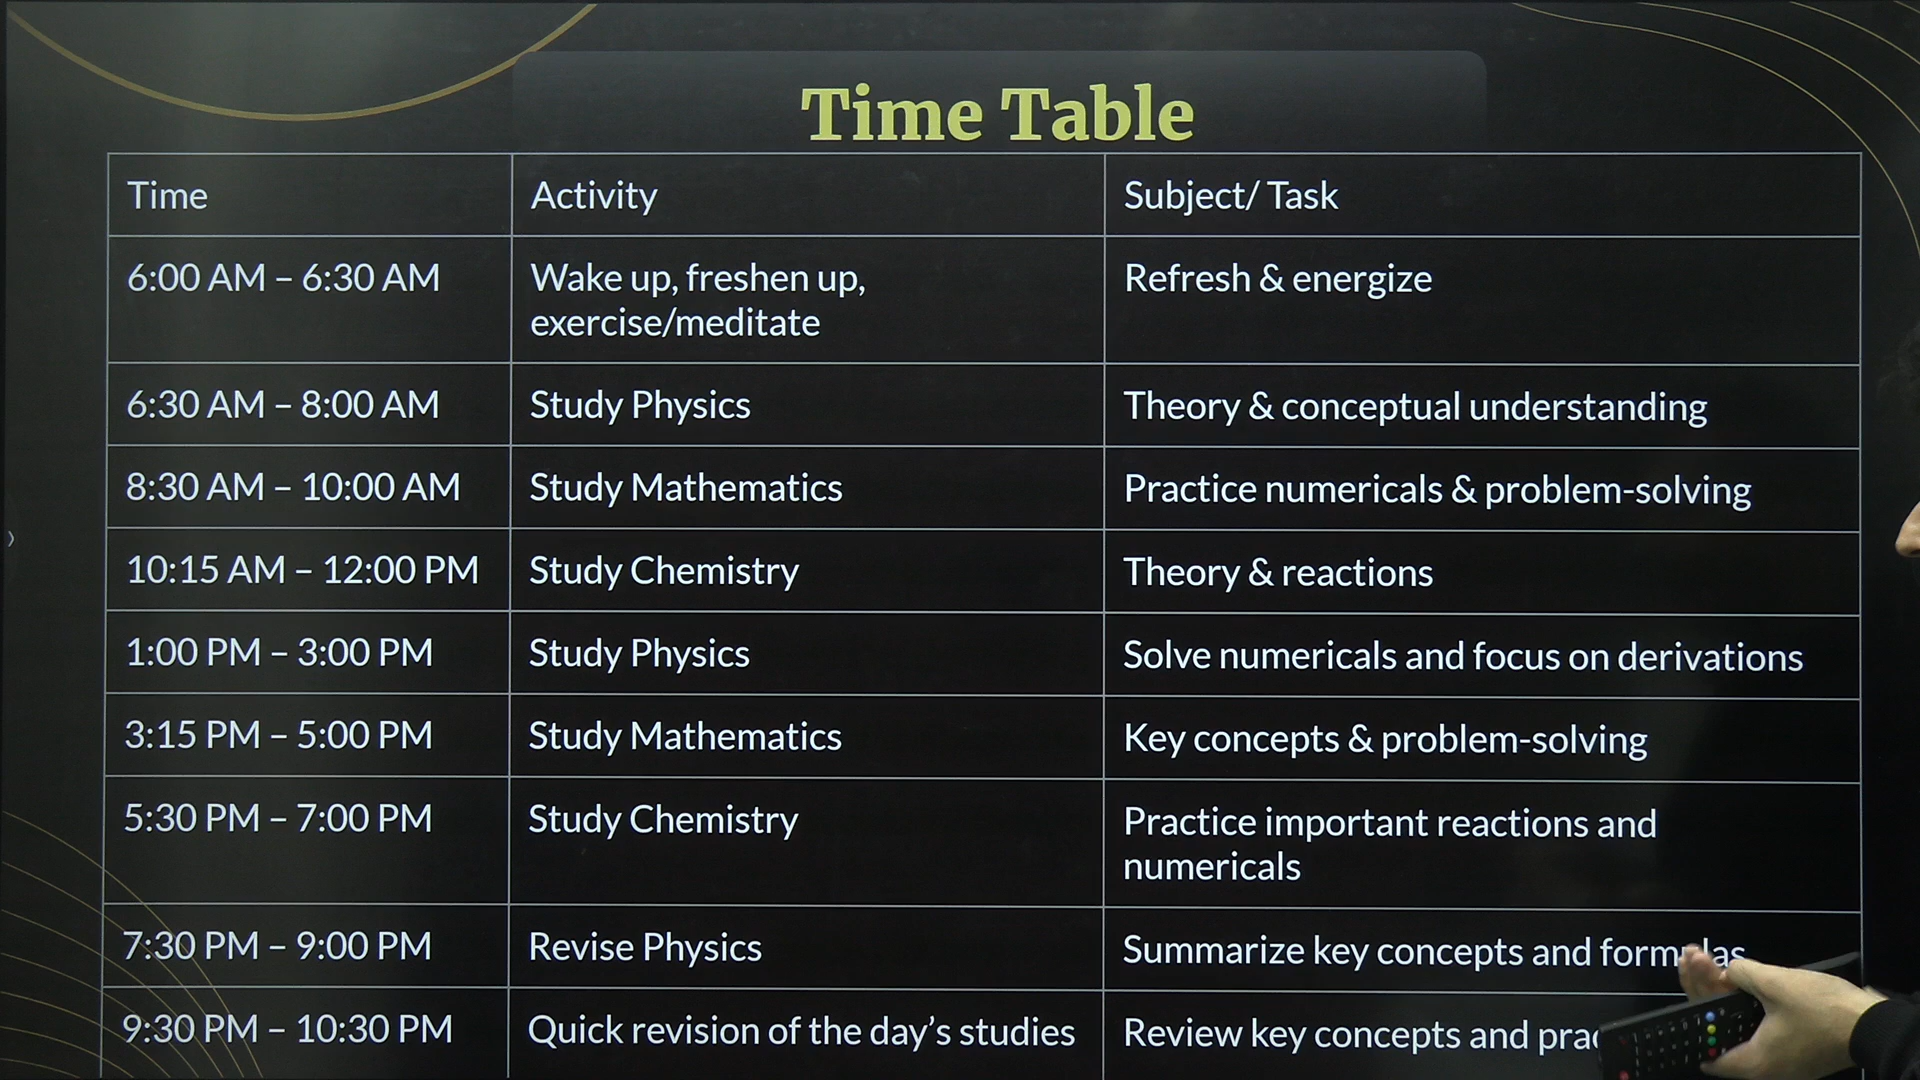 Time Table
Time Activity Subject/ Task
6:00 AM – 6:30 AM Wake up, freshen up, Refresh & energize
exercise/meditate
6:30 AM – 8:00 AM Study Physics Theory & conceptual understanding
8:30 AM – 10:00 AM Study Mathematics Practice numericals & problem-solving
10:15 AM – 12:00 PM Study Chemistry Theory & reactions
1:00 PM – 3:00 PM Study Physics Solve numericals and focus on derivations
3:15 PM – 5:00 PM Study Mathematics Key concepts & problem-solving
5:30 PM – 7:00 PM Study Chemistry Practice important reactions and
numericals
7:30 PM – 9:00 PM Revise Physics Summarize key concepts and formulas
9:30 PM – 10:30 PM Quick revision of the day’s studies Review key concepts and